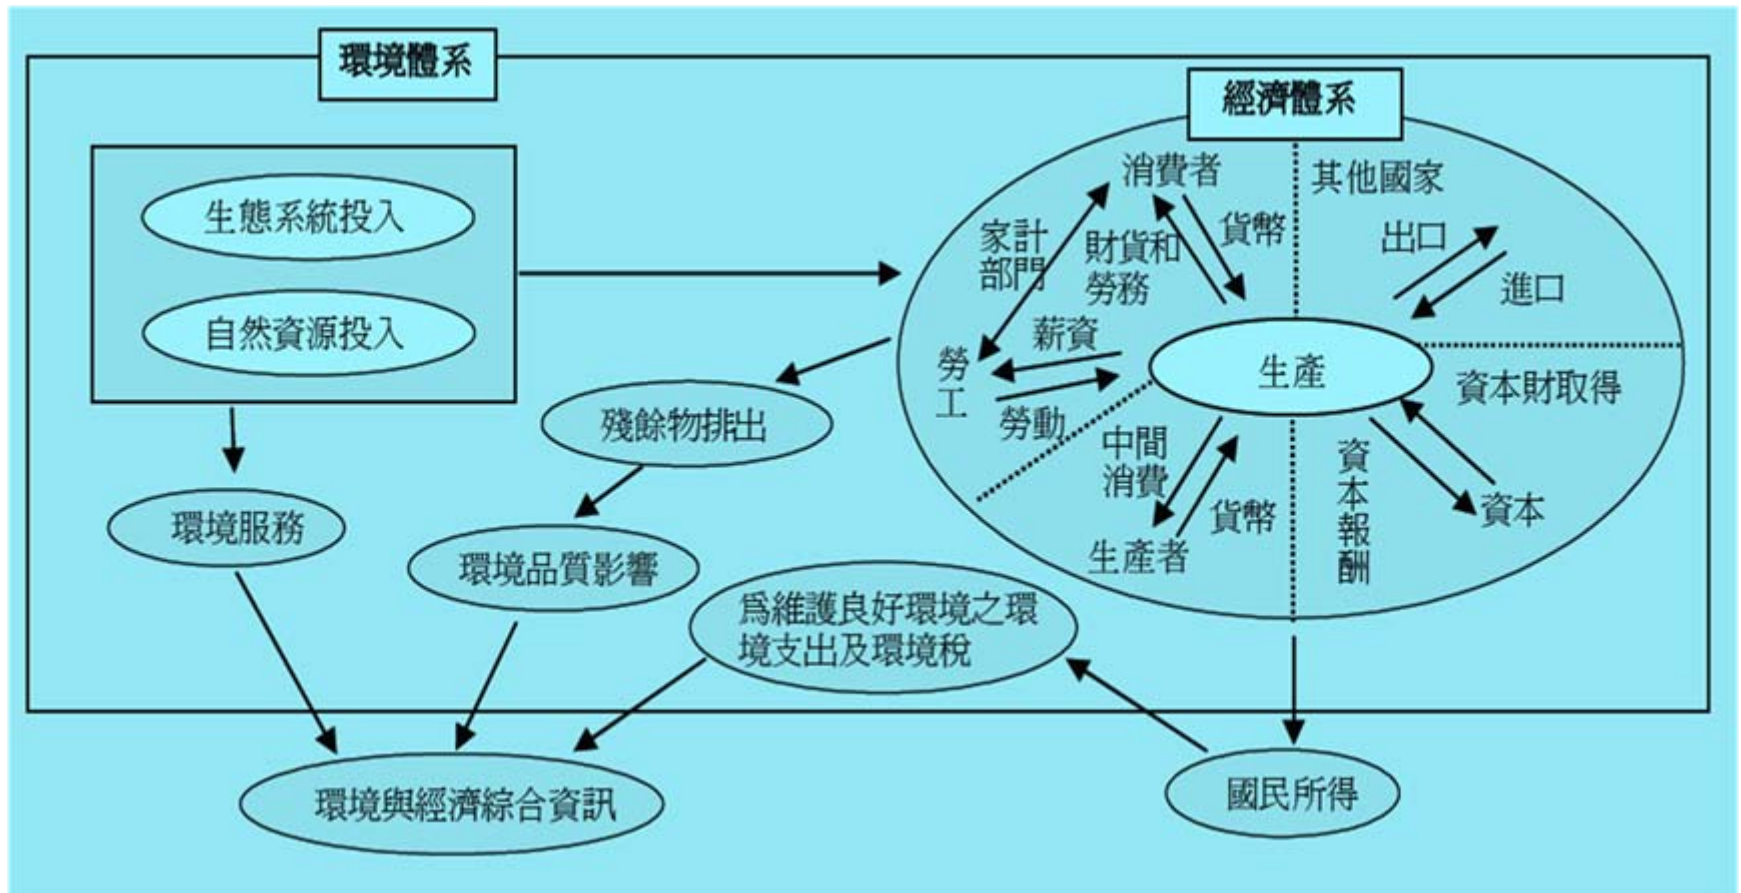 環境體系
經濟體系
生態系統投入
自然資源投入
消費者
其他國家
家計
部門
財貨和
勞務
貨幣
出口
進口
薪資
勞
工
勞動
生產
資本財取得
殘餘物排出
中間
消費
貨幣
生產者
資
本
報
酬
資本
環境服務
環境品質影響
為維護良好環境之環
境支出及環境稅
環境與經濟綜合資訊
國民所得